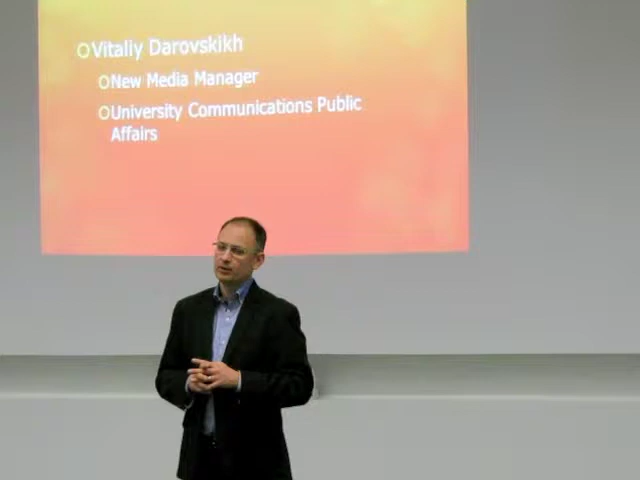 Vitaliy Darovskikh
New Media Manager
University Communications Public
Affairs